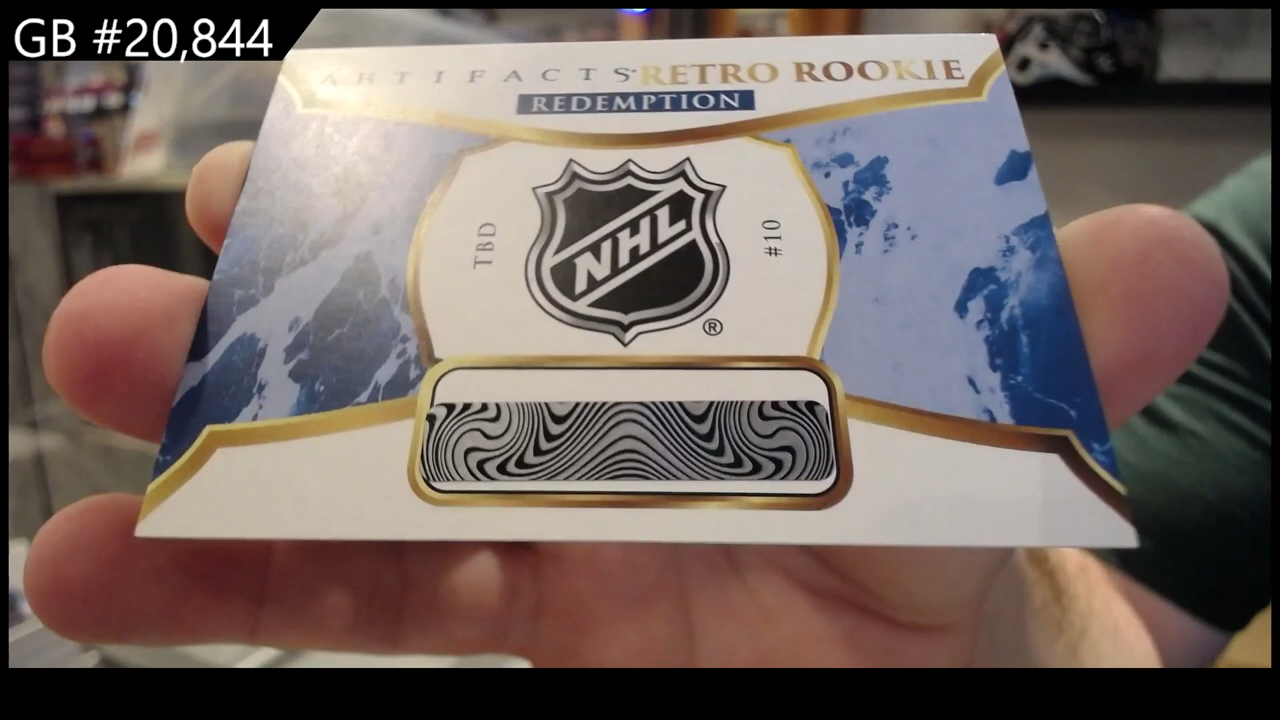 GB #20,844
ARTIFACTS RETRO ROOKIE
REDEMPTION
TBD
NHL
®
#10